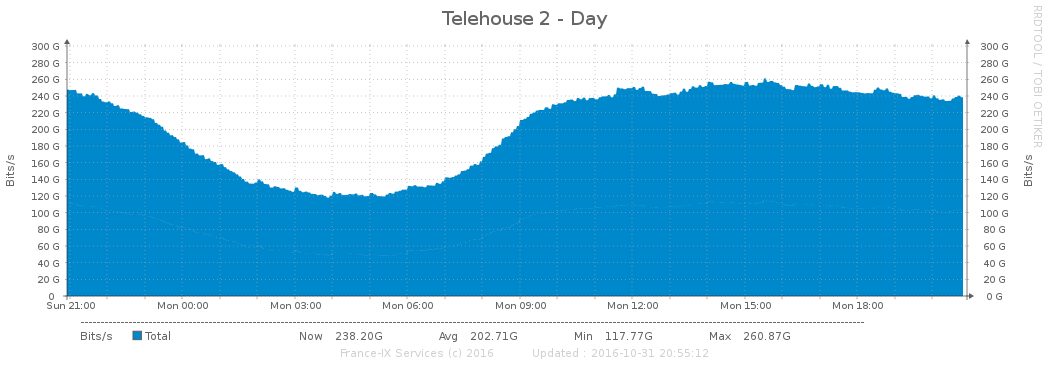 Telehouse 2 - Day
RRDTOOL / TOBI OETIKER
300 G 300 G
280 G 280 G
260 G 260 G
240 G 240 G
220 G 220 G
200 G 200 G
180 G 180 G
160 G 160 G
140 G 140 G
120 G 120 G
100 G 100 G
80 G 80 G
60 G 60 G
40 G 40 G
20 G 20 G
0 0 G
Bits/s Bits/s
Sun 21:00 Mon 00:00 Mon 03:00 Mon 06:00 Mon 09:00 Mon 12:00 Mon 15:00 Mon 18:00
Bits/s Total Now 238.20G Avg 202.71G Min 117.77G Max 260.87G
France-IX Services (c) 2016 Updated : 2016-10-31 20:55:12